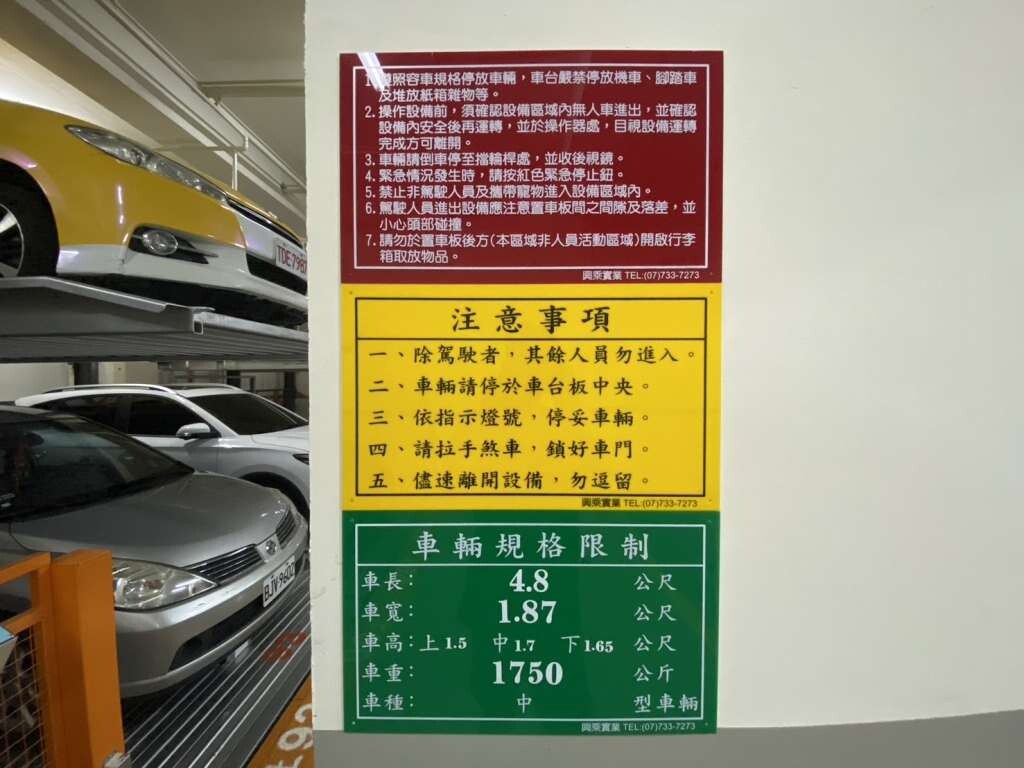 1. 遵照容車規格停放車輛，車台嚴禁停放機車、腳踏車
及堆放紙箱雜物等。
2. 操作設備前，須確認設備區域內無人車進出，並確認
設備內安全後再運轉，並於操作器處，目視設備運轉
完成方可離開。
3. 車輛請倒車停至擋輪桿處，並收後視鏡。
4. 緊急情況發生時，請按紅色緊急停止鈕。
5. 禁止非駕駛人員及攜帶寵物進入設備區域內。
6. 駕駛人員進出設備應注意置車板間之間隙及落差，並
小心頭部碰撞。
7. 請勿於置車板後方(本區域非人員活動區域)開啟行李
箱取放物品。
興乘實業 TEL:(07)733-7273
注意事項
一、除駕駛者，其餘人員勿進入。
二、車輛請停於車台板中央。
三、依指示燈號，停妥車輛。
四、請拉手煞車，鎖好車門。
五、儘速離開設備，勿逗留。
興乘實業 TEL:(07)733-7273
車輛規格限制
車長： 4.8 公尺
車寬： 1.87 公尺
車高：上1.5 中1.7 下1.65 公尺
車重： 1750 公斤
車種： 中 型車輛
興乘實業 TEL:(07)733-7273
BJV-9600